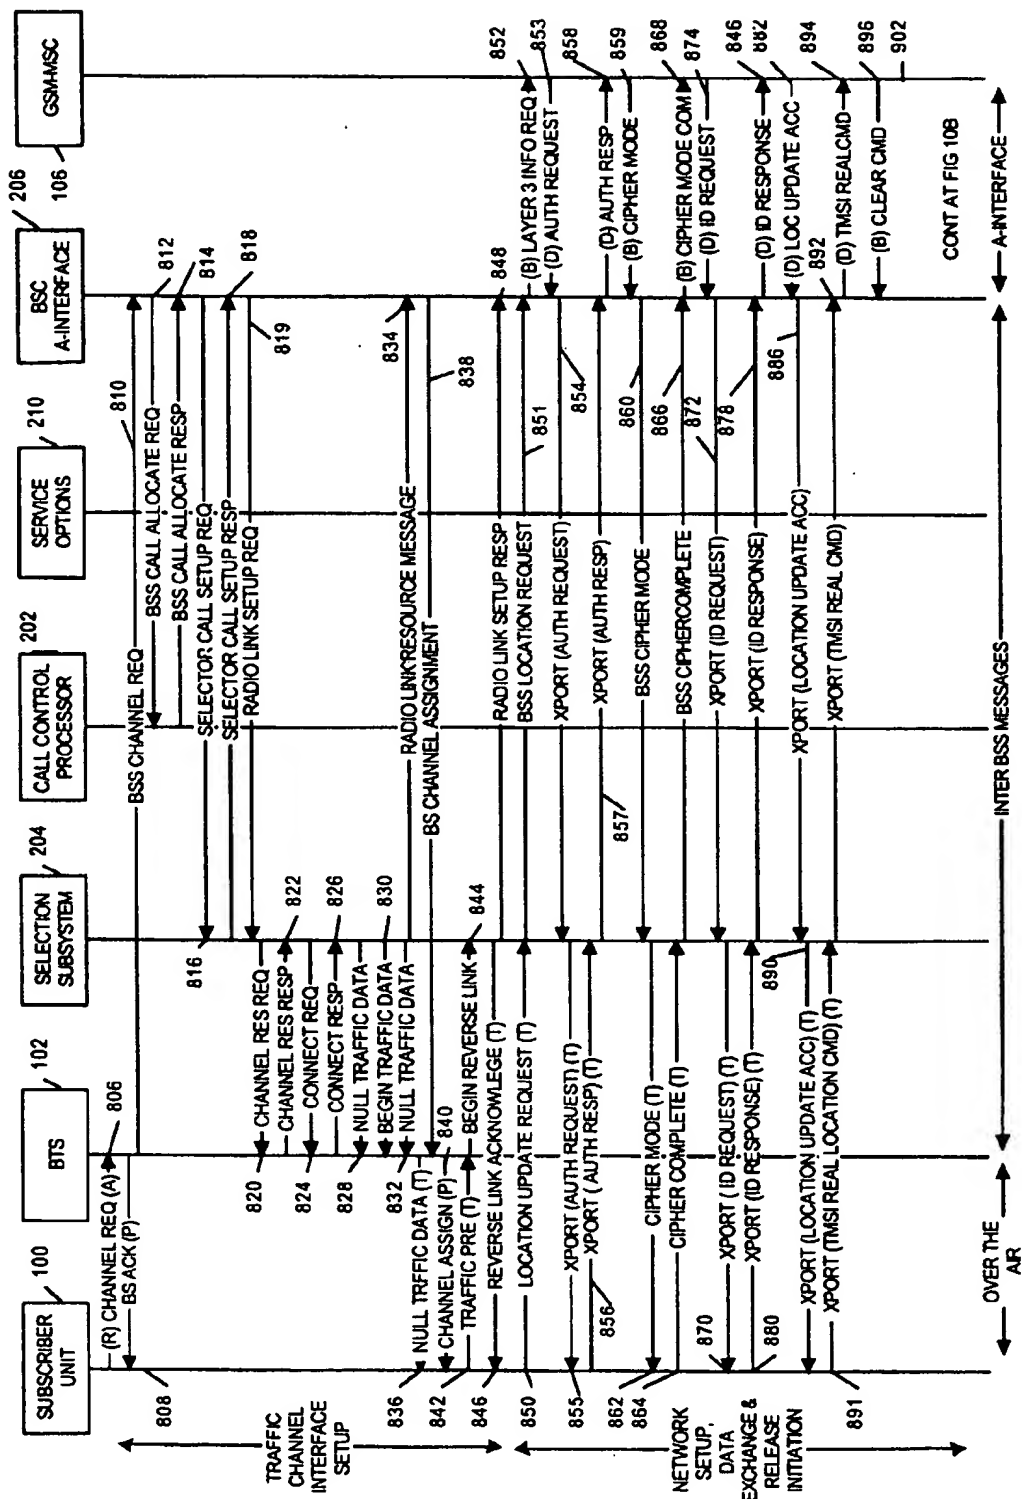 SUBSCRIBER
UNIT
100
BTS
102
SELECTION
SUBSYSTEM
204
CALL CONTROL
PROCESSOR
202
SERVICE
OPTIONS
210
BSC
A-INTERFACE
206
GSM-MSC
106
TRAFFIC
CHANNEL
INTERFACE
SETUP
(R) CHANNEL REQ (A)
806
BS ACK (P)
808
BSS CHANNEL REQ
810
BSS CALL ALLOCATE REQ
812
BSS CALL ALLOCATE RESP
814
SELECTOR CALL SETUP REQ
816
SELECTOR CALL SETUP RESP
818
RADIO LINK SETUP REQ
819
CHANNEL RES REQ
820
CHANNEL RES RESP
822
CONNECT REQ
824
CONNECT RESP
826
NULL TRAFFIC DATA
828
BEGIN TRAFFIC DATA
830
NULL TRAFFIC DATA
832
RADIO LINK RESOURCE MESSAGE
834
NULL TRFFIC DATA (T)
836
BS CHANNEL ASSIGNMENT
838
CHANNEL ASSIGN (P)
840
TRAFFIC PRE (T)
842
BEGIN REVERSE LINK
844
REVERSE LINK ACKNOWLEGE (T)
846
RADIO LINK SETUP RESP
848
NETWORK
SETUP,
DATA
EXCHANGE &
RELEASE
INITIATION
LOCATION UPDATE REQUEST (T)
850
BSS LOCATION REQUEST
851
(B) LAYER 3 INFO REQ
852
(D) AUTH REQUEST
853
XPORT (AUTH REQUEST)
854
XPORT (AUTH REQUEST) (T)
855
XPORT ( AUTH RESP) (T)
856
XPORT (AUTH RESP)
857
(D) AUTH RESP
858
(B) CIPHER MODE
859
BSS CIPHER MODE
860
CIPHER MODE (T)
862
CIPHER COMPLETE (T)
864
BSS CIPHERCOMPLETE
866
(B) CIPHER MODE COM
868
(D) ID REQUEST
874
XPORT (ID REQUEST)
872
XPORT ( ID REQUEST) (T)
870
XPORT (ID RESPONSE) (T)
880
XPORT (ID RESPONSE)
878
(D) ID RESPONSE
846
(D) LOC UPDATE ACC
882
XPORT (LOCATION UPDATE ACC)
886
XPORT (LOCATION UPDATE ACC) (T)
890
XPORT (TMSI REAL LOCATION CMD) (T)
891
XPORT (TMSI REAL CMD)
892
(D) TMSI REALCMD
894
(B) CLEAR CMD
896
902
CONT AT FIG 10B
OVER THE
AIR
INTER BSS MESSAGES
A-INTERFACE